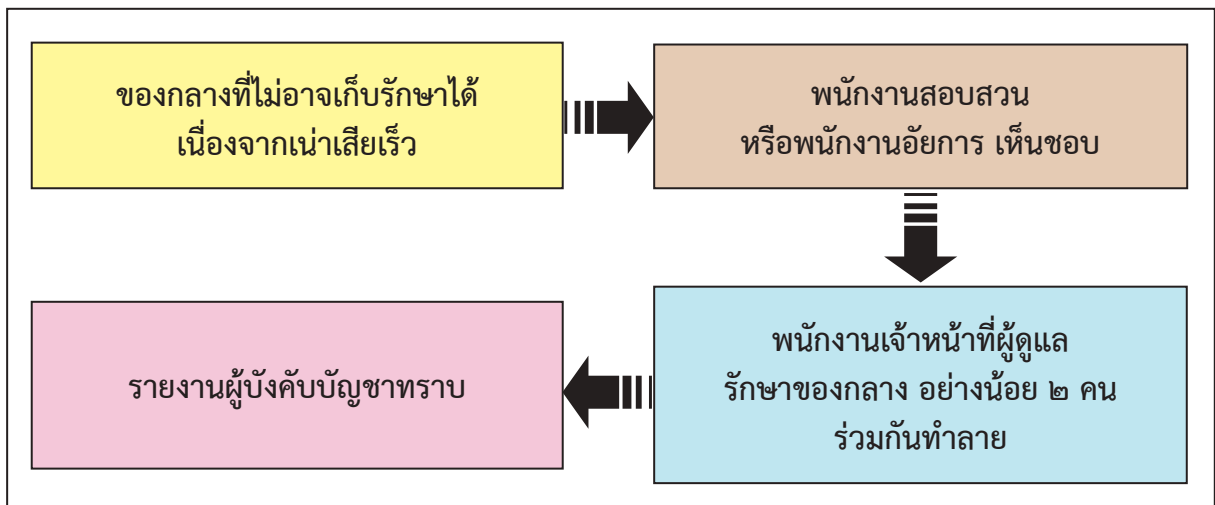 ของกลางที่ไม่อาจเก็บรักษาได้
เนื่องจากเน่าเสียเร็ว
พนักงานสอบสวน
หรือพนักงานอัยการ เห็นชอบ
พนักงานเจ้าหน้าที่ผู้ดูแล
รักษาของกลาง อย่างน้อย ๒ คน
ร่วมกันทำลาย
รายงานผู้บังคับบัญชาทราบ